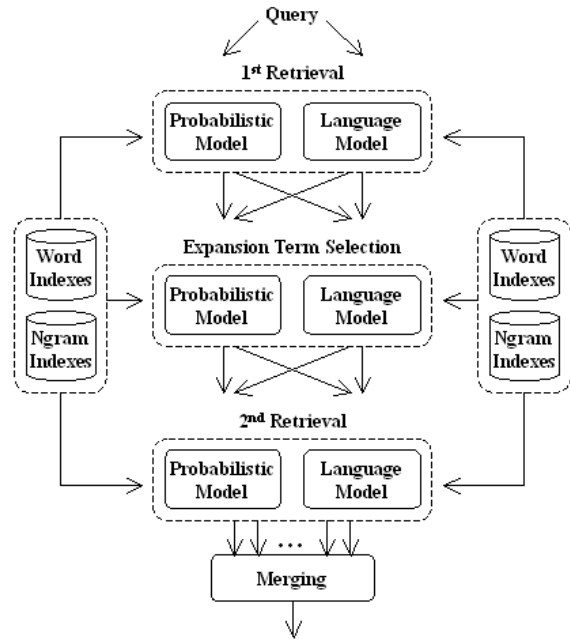 Query
1st Retrieval
Probabilistic
Model
Language
Model
Word
Indexes
Ngram
Indexes
Expansion Term Selection
Probabilistic
Model
Language
Model
Word
Indexes
Ngram
Indexes
2nd Retrieval
Probabilistic
Model
Language
Model
...
Merging